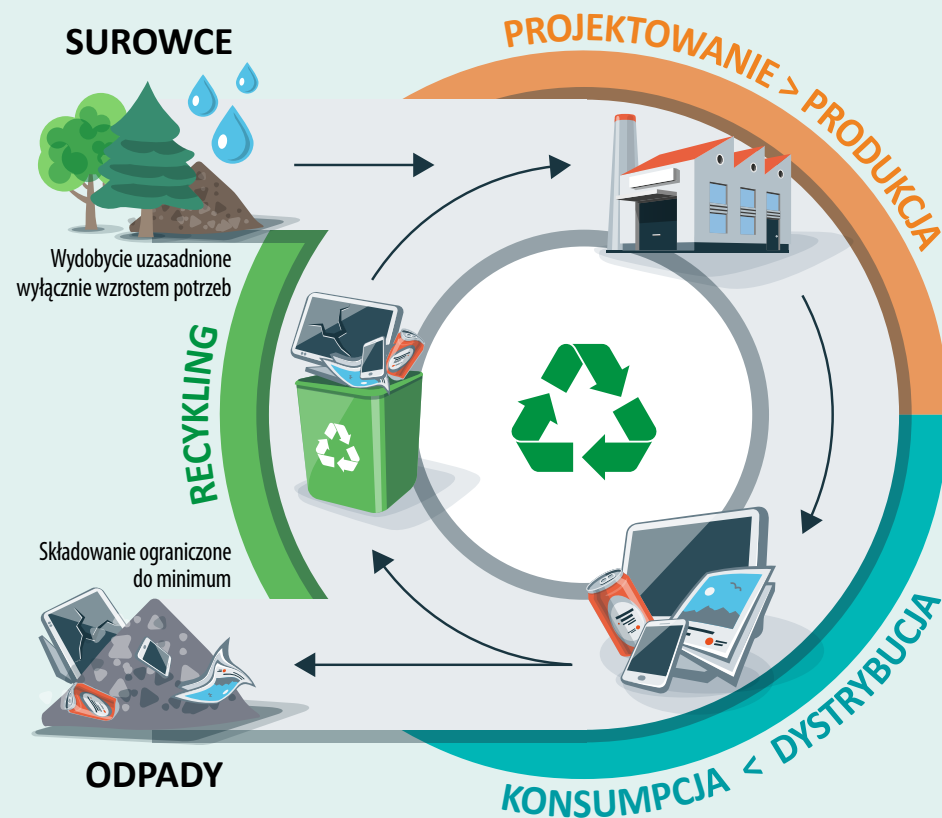 SUROWCE
PROJEKTOWANIE > PRODUKCJA
Wydobycie uzasadnione
wyłącznie wzrostem potrzeb
RECYKLING
Składowanie ograniczone
do minimum
KONSUMPCJA < DYSTRYBUCJA
ODPADY